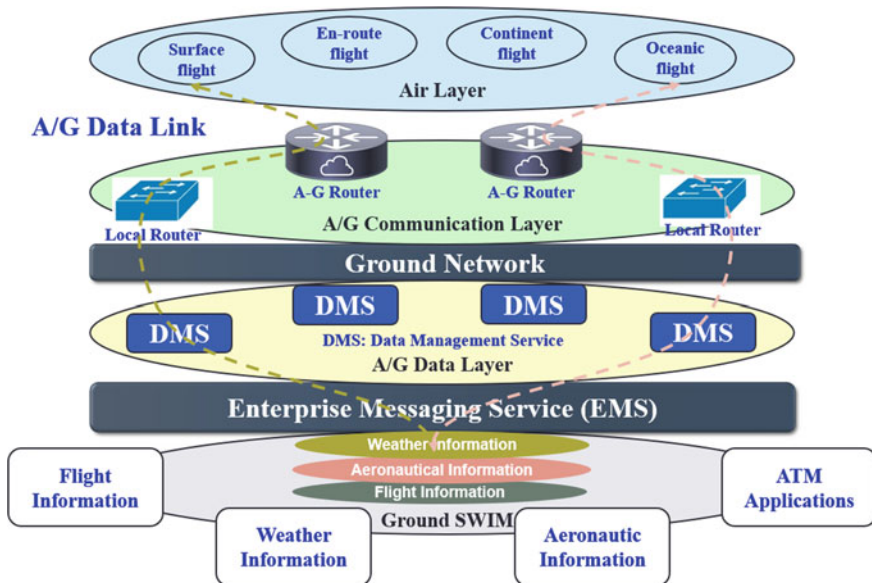 Surface
flight
En-route
flight
Continent
flight
Oceanic
flight
Air Layer
A/G Data Link
A-G Router
A-G Router
Local Router
A/G Communication Layer
Local Router
Ground Network
DMS
DMS
DMS
DMS
DMS: Data Management Service
A/G Data Layer
Enterprise Messaging Service (EMS)
Weather Information
Aeronautical Information
Flight Information
Ground SWIM
Flight
Information
Weather
Information
Aeronautic
Information
ATM
Applications